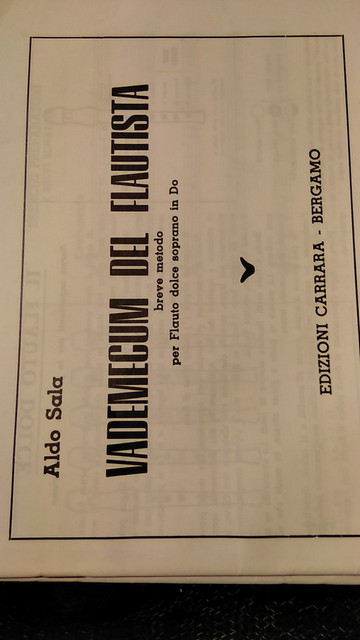 Aldo Sala
VADEMECUM DEL FLAUTISTA
breve metodo
per Flauto dolce soprano in Do
EDIZIONI CARRARA - BERGAMO